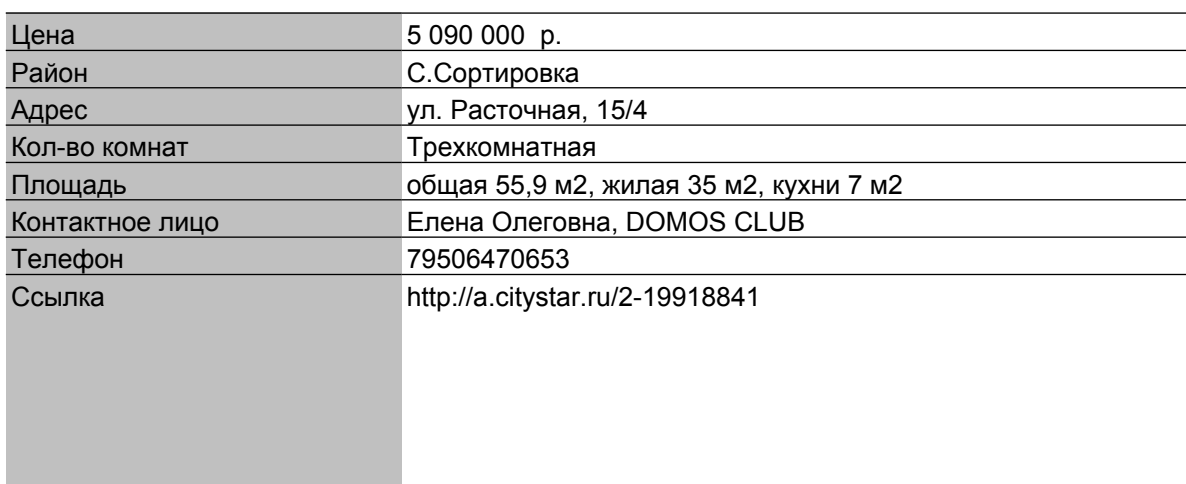 Цена 5 090 000 р.
Район С.Сортировка
Адрес ул. Расточная, 15/4
Кол-во комнат Трехкомнатная
Площадь общая 55,9 м2, жилая 35 м2, кухни 7 м2
Контактное лицо Елена Олеговна, DOMOS CLUB
Телефон 79506470653
Ссылка http://a.citystar.ru/2-19918841